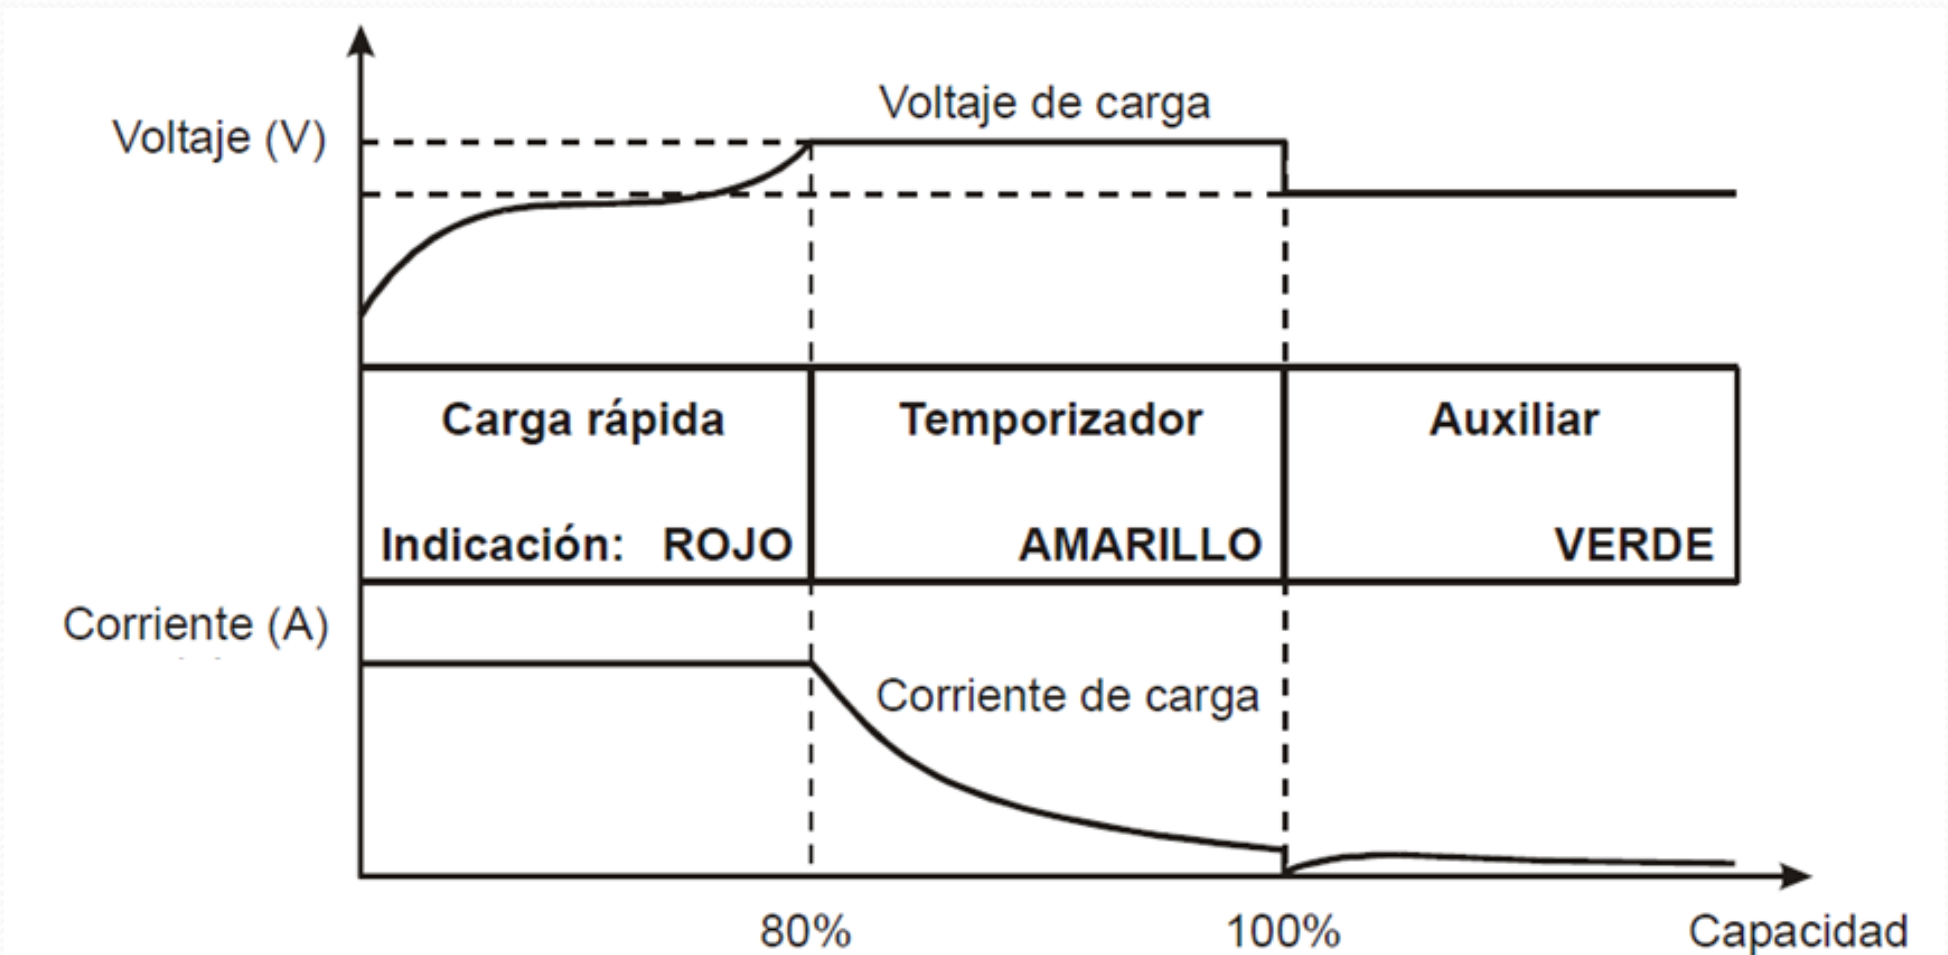 Voltaje de carga
Voltaje (V)
Carga rápida
Temporizador
Auxiliar
Indicación: ROJO
AMARILLO
VERDE
Corriente (A)
Corriente de carga
80%
100%
Capacidad